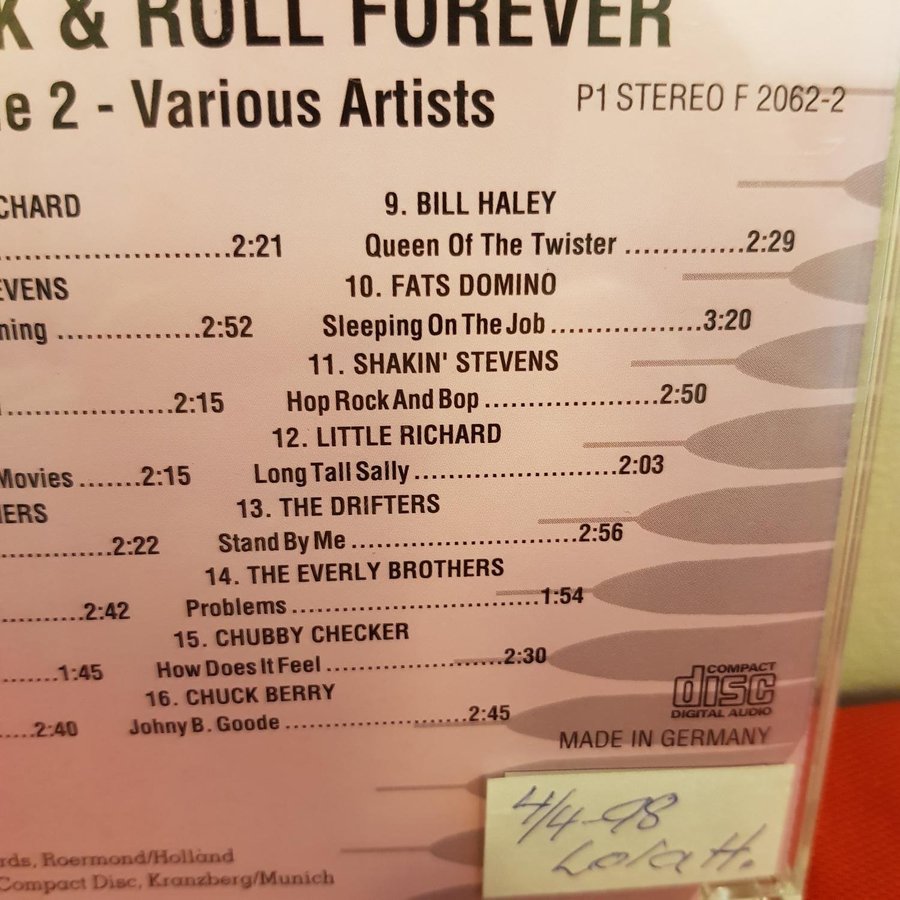 K & ROLL FOREVER
e 2 - Various Artists
P1 STEREO F 2062-2
CHARD
..........................2:21
EVENS
ning ................2:52
....................2:15
Movies .......2:15
HERS
.............2:22
............2:42
.......1:45
.....2:40
9. BILL HALEY
Queen Of The Twister ............2:29
10. FATS DOMINO
Sleeping On The Job .................3:20
11. SHAKIN' STEVENS
Hop Rock And Bop ....................2:50
12. LITTLE RICHARD
Long Tall Sally .......................2:03
13. THE DRIFTERS
Stand By Me ...........................2:56
14. THE EVERLY BROTHERS
Problems ..............................1:54
15. CHUBBY CHECKER
How Does It Feel ......................2:30
16. CHUCK BERRY
Johny B. Goode .......................2:45
COMPACT
disc
DIGITAL AUDIO
MADE IN GERMANY
4/4-98
Lola H.
rds, Roermond/Holland
Compact Disc, Kranzberg/Munich